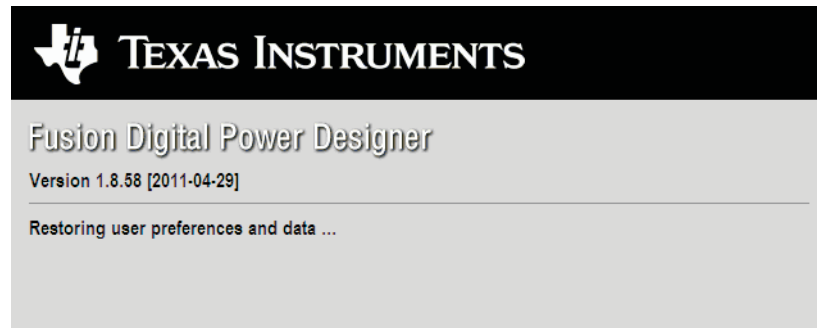 TEXAS INSTRUMENTS
Fusion Digital Power Designer
Version 1.8.58 [2011-04-29]
Restoring user preferences and data ...